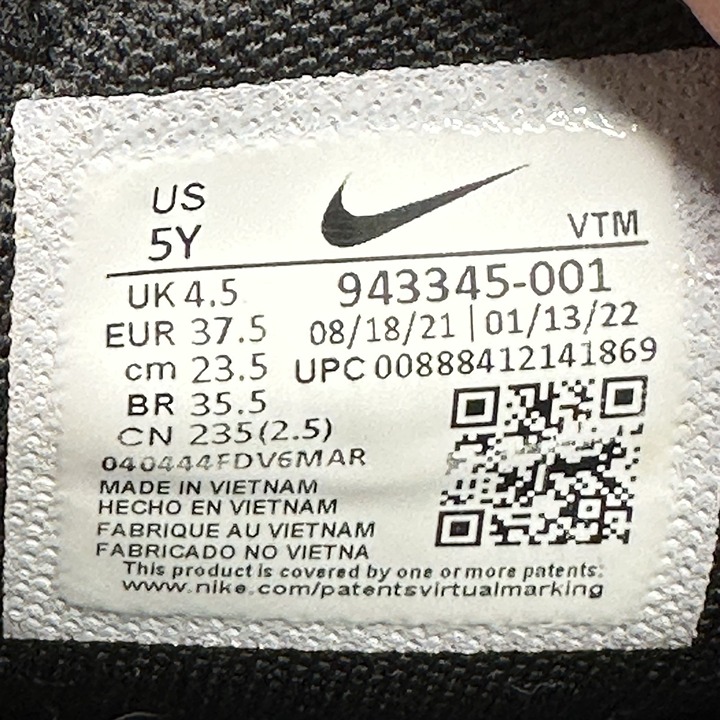 US
5Y
VTM
UK 4.5
943345-001
EUR 37.5
08/18/21 | 01/13/22
cm 23.5
UPC 00888412141869
BR 35.5
CN 235(2.5)
040444FDV6MAR
MADE IN VIETNAM
HECHO EN VIETNAM
FABRIQUE AU VIETNAM
FABRICADO NO VIETNA
This product is covered by one or more patents:
www.nike.com/patentsvirtualmarking